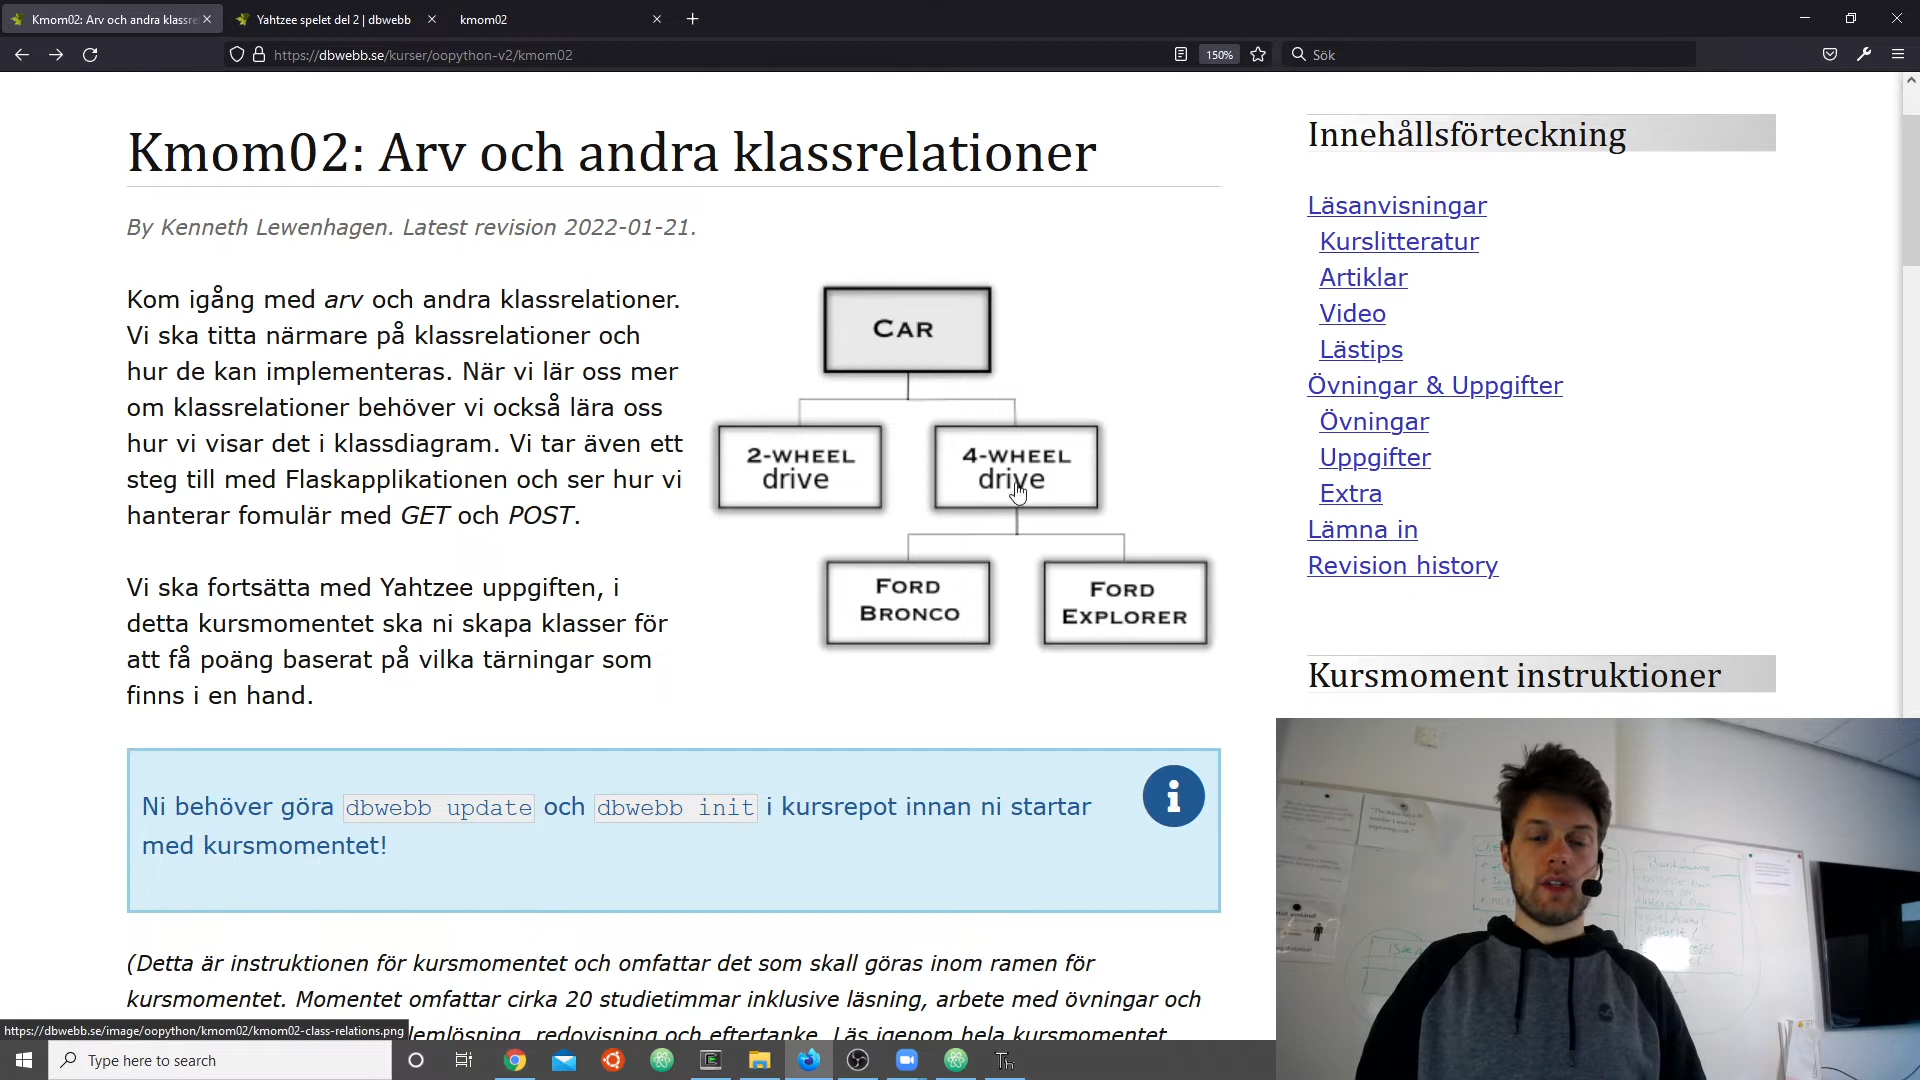 Kmom02: Arv och andra klassre
Yahtzee spelet del 2 | dbwebb
kmom02
https://dbwebb.se/kurser/oopython-v2/kmom02
150%
Sök
Kmom02: Arv och andra klassrelationer
By Kenneth Lewenhagen. Latest revision 2022-01-21.
Kom igång med arv och andra klassrelationer.
Vi ska titta närmare på klassrelationer och
hur de kan implementeras. När vi lär oss mer
om klassrelationer behöver vi också lära oss
hur vi visar det i klassdiagram. Vi tar även ett
steg till med Flaskapplikationen och ser hur vi
hanterar fomulär med GET och POST.
Vi ska fortsätta med Yahtzee uppgiften, i
detta kursmomentet ska ni skapa klasser för
att få poäng baserat på vilka tärningar som
finns i en hand.
CAR
2-WHEEL
drive
4-WHEEL
drive
FORD
BRONCO
FORD
EXPLORER
Ni behöver göra dbwebb update och dbwebb init i kursrepot innan ni startar
med kursmomentet!
(Detta är instruktionen för kursmomentet och omfattar det som skall göras inom ramen för
kursmomentet. Momentet omfattar cirka 20 studietimmar inklusive läsning, arbete med övningar och
lemlösning, redovisning och eftertanke. Läs igenom hela kursmomentet
Innehållsförteckning
Läsanvisningar
Kurslitteratur
Artiklar
Video
Lästips
Övningar & Uppgifter
Övningar
Uppgifter
Extra
Lämna in
Revision history
Kursmoment instruktioner
https://dbwebb.se/image/oopython/kmom02/kmom02-class-relations.png
Type here to search